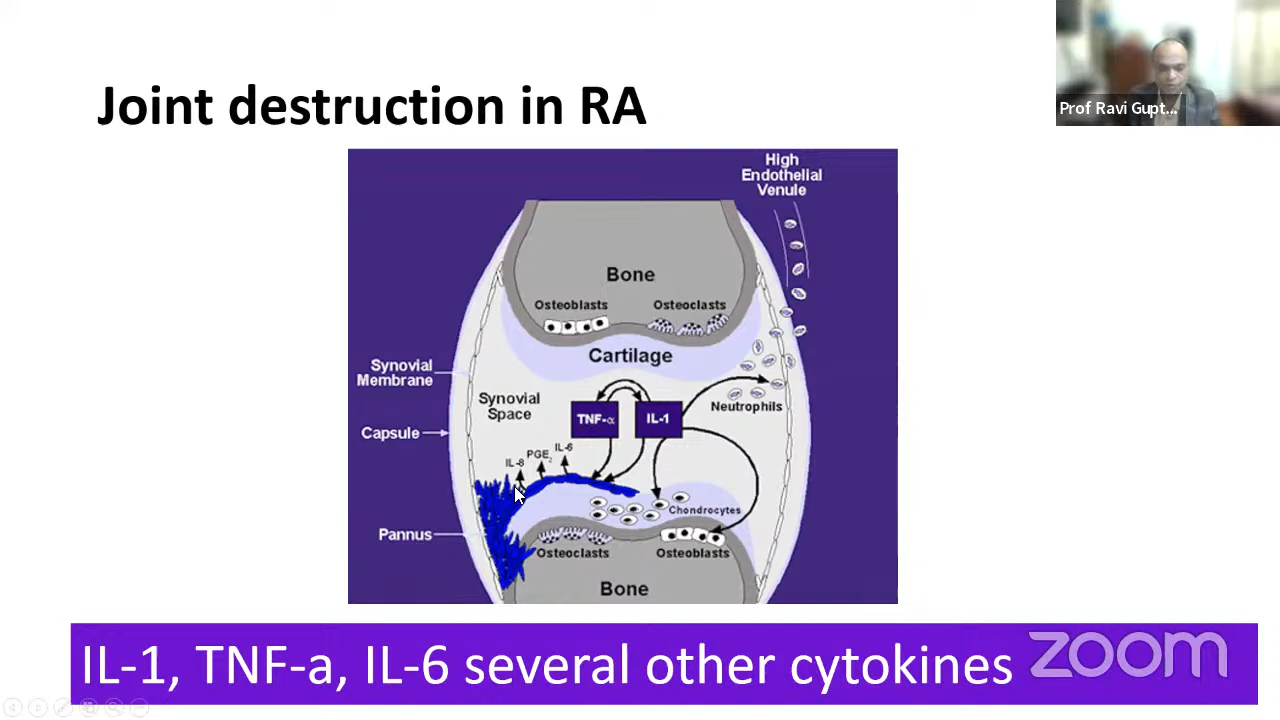 Joint destruction in RA
Prof Ravi Gupt...
High
Endothelial
Venule
Bone
Osteoblasts
Osteoclasts
Cartilage
Synovial
Membrane
Synovial
Space
TNF-α
IL-1
Neutrophils
Capsule
IL-8
PGE2
IL-6
Chondrocytes
Pannus
Osteoclasts
Osteoblasts
Bone
IL-1, TNF-a, IL-6 several other cytokines
zoom